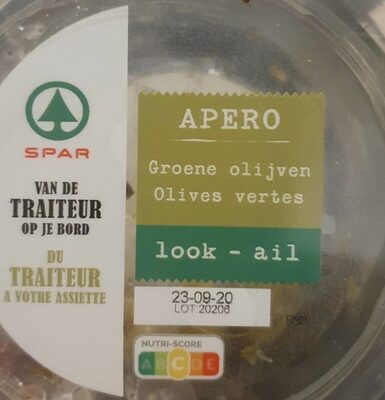 SPAR
VAN DE
TRAITEUR
OP JE BORD
DU
TRAITEUR
A VOTRE ASSIETTE
APERO
Groene olijven
Olives vertes
look - ail
23-09-20
LOT 20206
NUTRI-SCORE
A B C D E